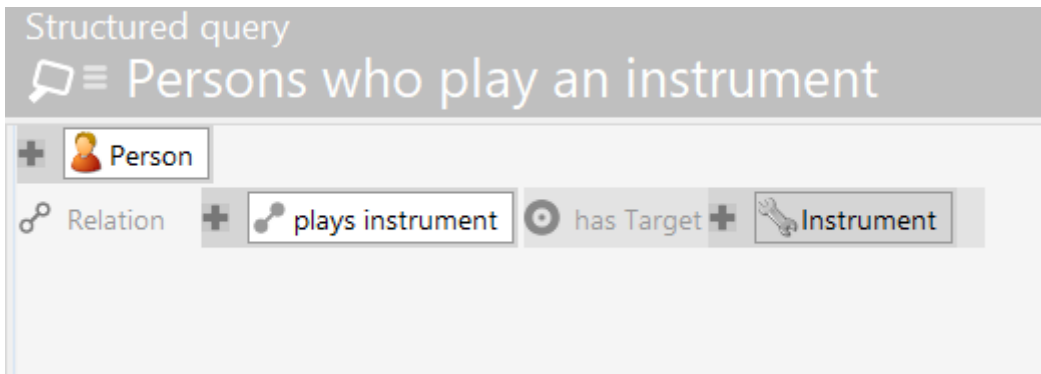 Structured query
Persons who play an instrument
Person
Relation plays instrument has Target Instrument